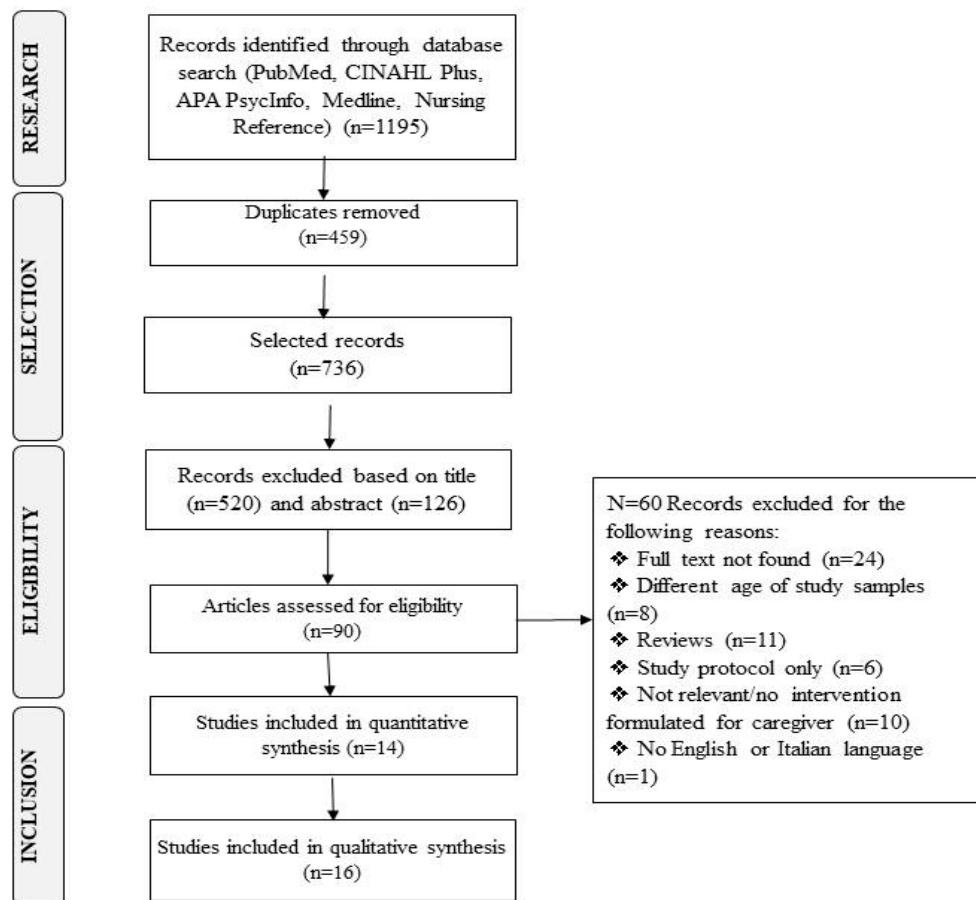 RESEARCH
Records identified through database
search (PubMed, CINAHL Plus,
APA PsycInfo, Medline, Nursing
Reference) (n=1195)
SELECTION
Duplicates removed
(n=459)
Selected records
(n=736)
ELIGIBILITY
Records excluded based on title
(n=520) and abstract (n=126)
Articles assessed for eligibility
(n=90)
N=60 Records excluded for the
following reasons:
❖ Full text not found (n=24)
❖ Different age of study samples
(n=8)
❖ Reviews (n=11)
❖ Study protocol only (n=6)
❖ Not relevant/no intervention
formulated for caregiver (n=10)
❖ No English or Italian language
(n=1)
INCLUSION
Studies included in quantitative
synthesis (n=14)
Studies included in qualitative synthesis
(n=16)